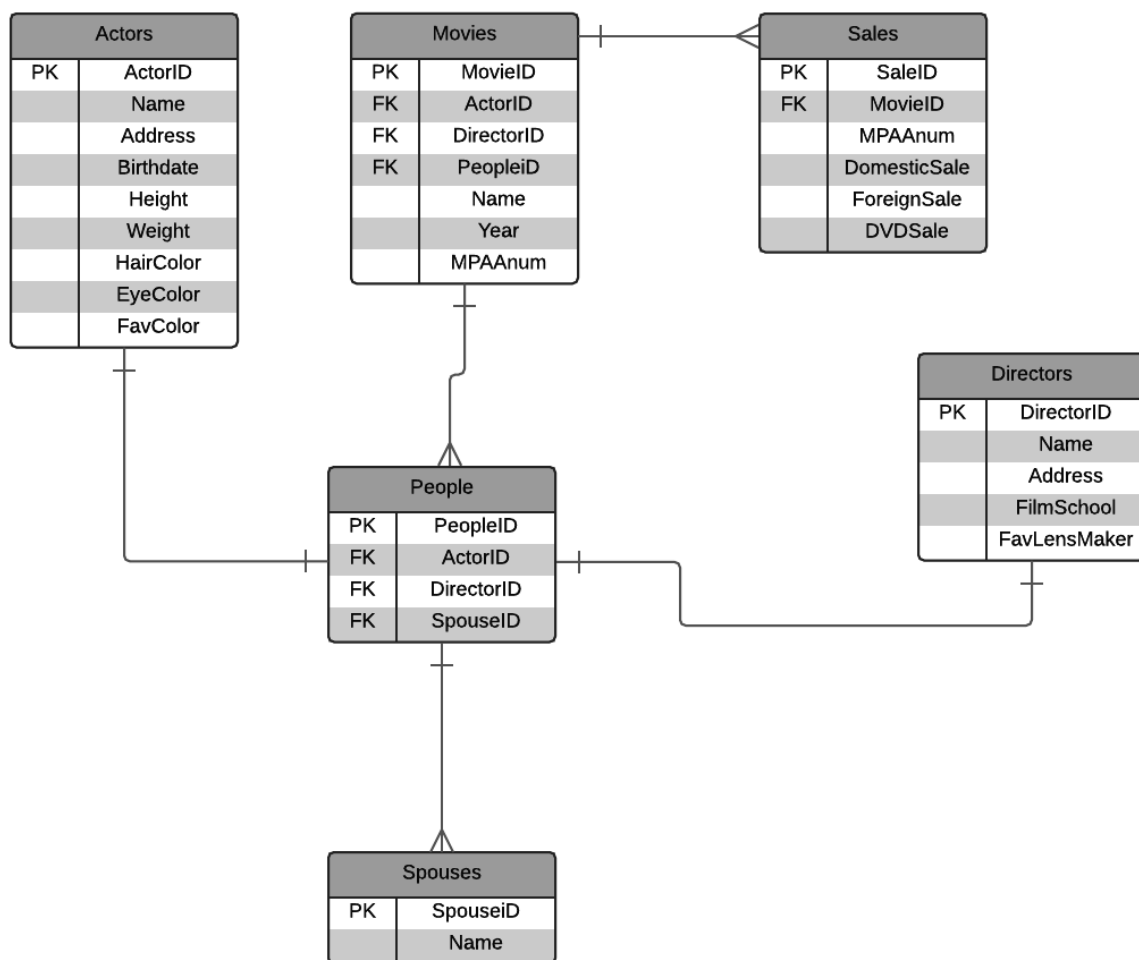 Actors
PK ActorID
Name
Address
Birthdate
Height
Weight
HairColor
EyeColor
FavColor
Movies
PK MovieID
FK ActorID
FK DirectorID
FK PeopleiD
Name
Year
MPAAnum
Sales
PK SaleID
FK MovieID
MPAAnum
DomesticSale
ForeignSale
DVDSale
Directors
PK DirectorID
Name
Address
FilmSchool
FavLensMaker
People
PK PeopleID
FK ActorID
FK DirectorID
FK SpouseID
Spouses
PK SpouseiD
Name